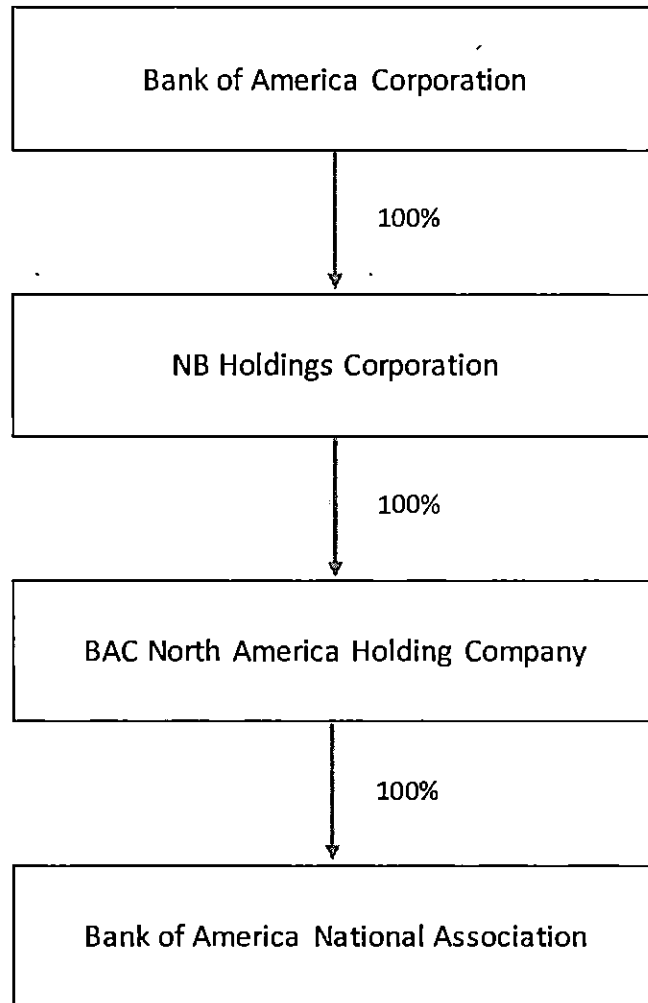 Bank of America Corporation
100%
NB Holdings Corporation
100%
BAC North America Holding Company
100%
Bank of America National Association